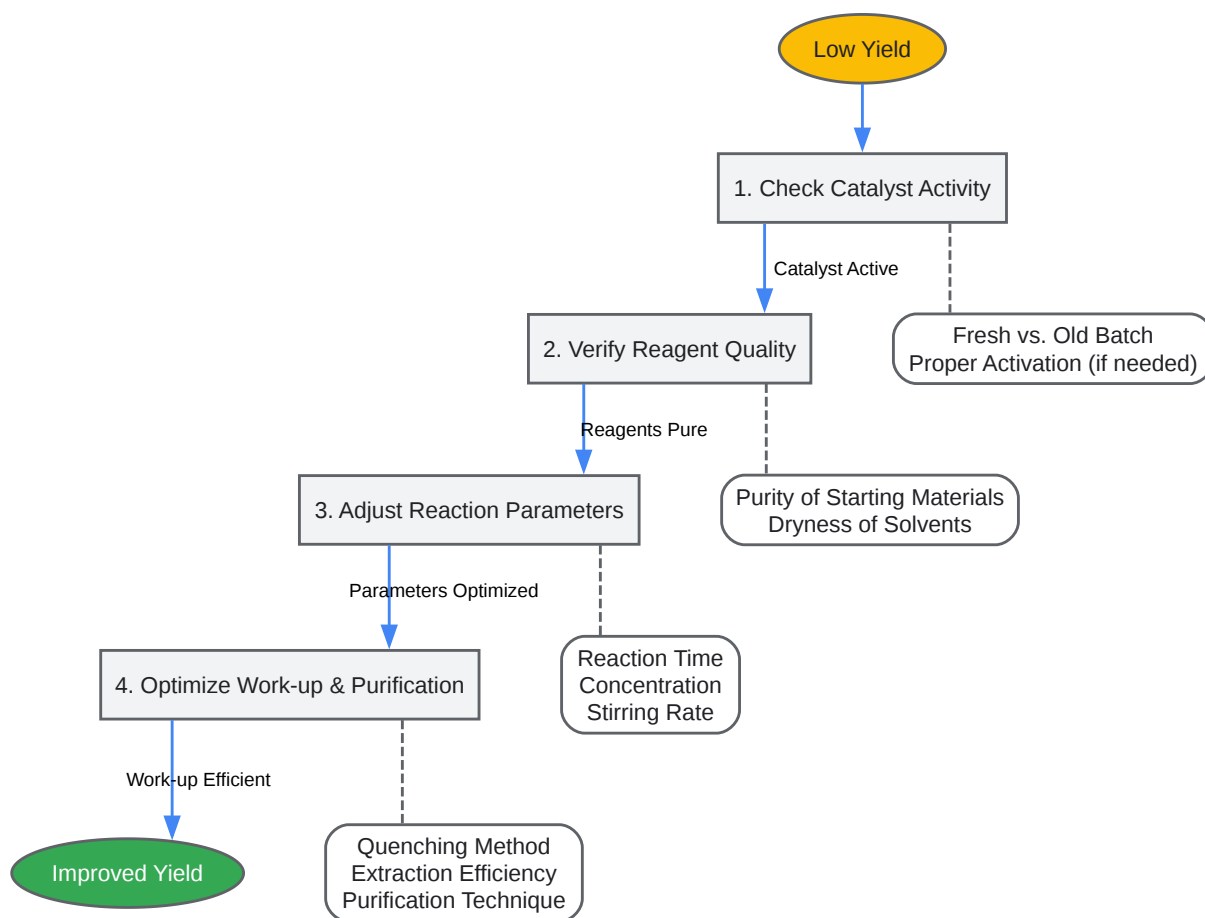 Low Yield
1. Check Catalyst Activity
Catalyst Active
Fresh vs. Old Batch
Proper Activation (if needed)
2. Verify Reagent Quality
Reagents Pure
Purity of Starting Materials
Dryness of Solvents
3. Adjust Reaction Parameters
Parameters Optimized
Reaction Time
Concentration
Stirring Rate
4. Optimize Work-up & Purification
Work-up Efficient
Quenching Method
Extraction Efficiency
Purification Technique
Improved Yield